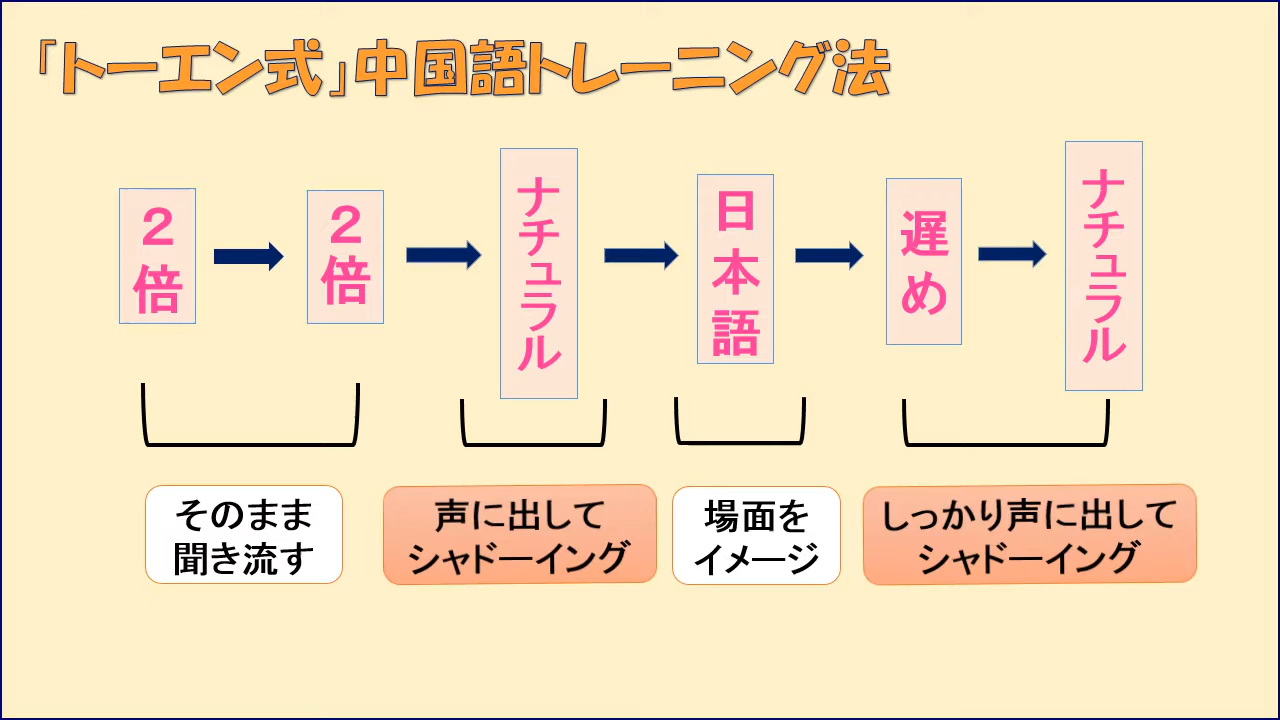 「トーエン式」中国語トレーニング法
２倍
２倍
ナチュラル
日本語
遅め
ナチュラル
そのまま
聞き流す
声に出して
シャドーイング
場面を
イメージ
しっかり声に出して
シャドーイング